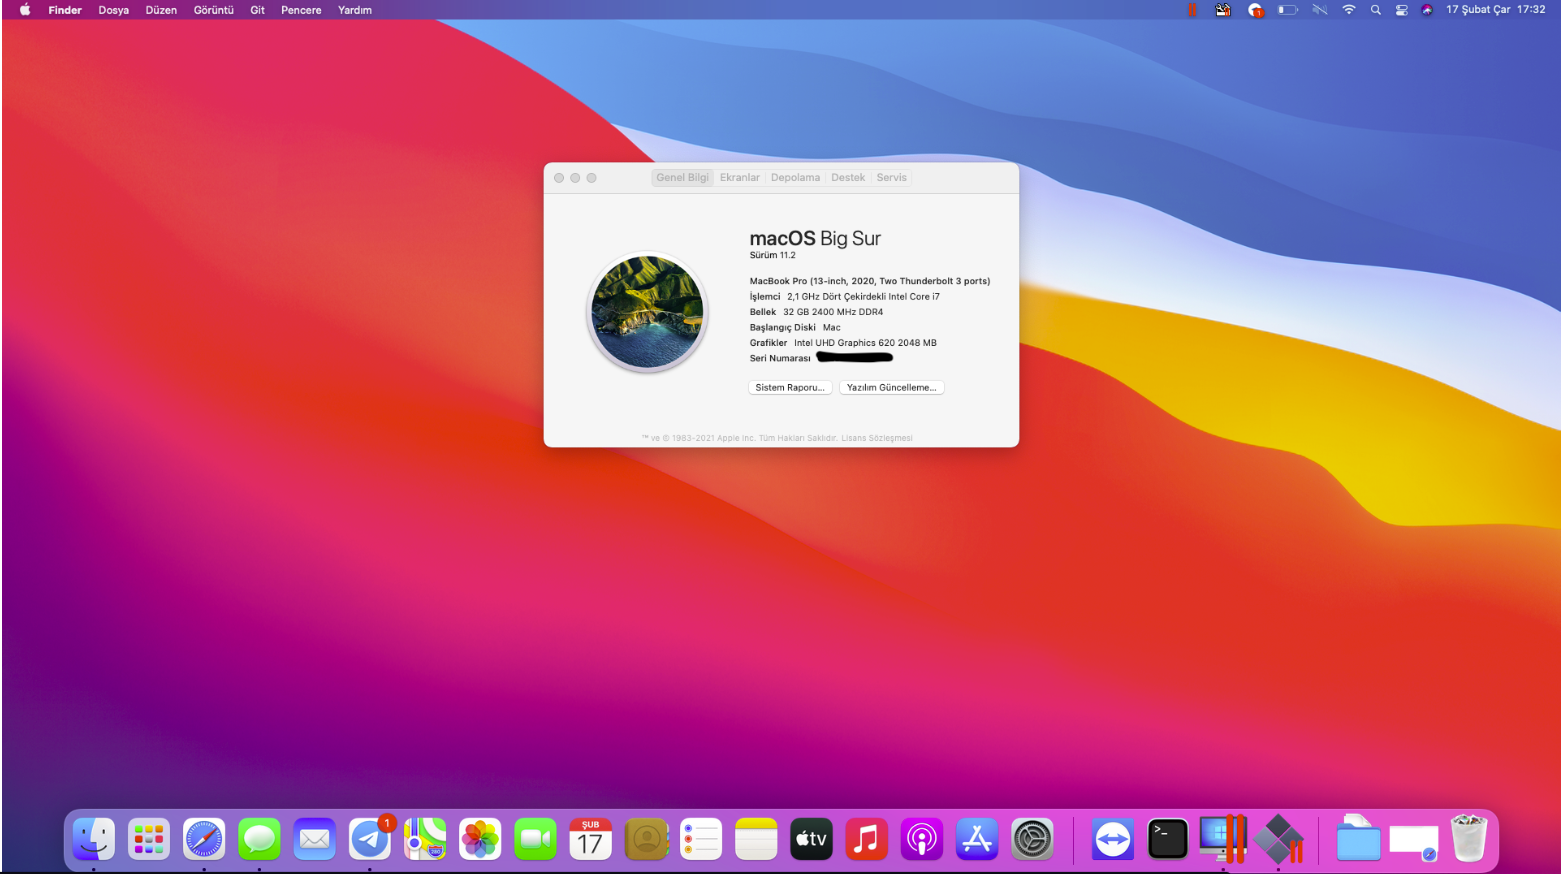 Finder Dosya Düzen Görüntü Git Pencere Yardım 17 Şubat Çar 17:32
Genel Bilgi Ekranlar Depolama Destek Servis
macOS Big Sur
Sürüm 11.2
MacBook Pro (13-inch, 2020, Two Thunderbolt 3 ports)
İşlemci 2,1 GHz Dört Çekirdekli Intel Core i7
Bellek 32 GB 2400 MHz DDR4
Başlangıç Diski Mac
Grafikler Intel UHD Graphics 620 2048 MB
Seri Numarası
Sistem Raporu... Yazılım Güncelleme...
™ ve © 1983-2021 Apple Inc. Tüm Hakları Saklıdır. Lisans Sözleşmesi
1
ŞUB
17
tv
280
>_